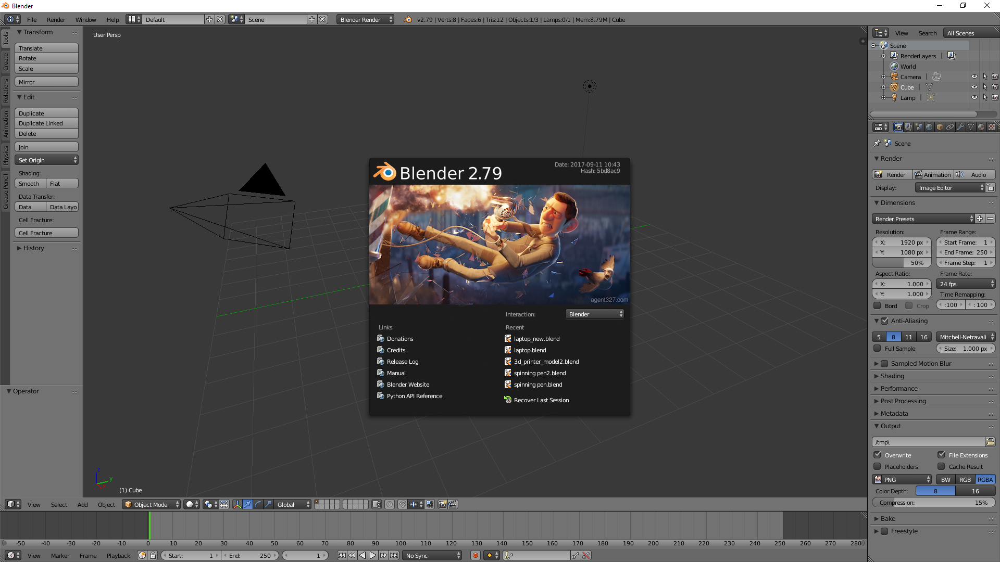 Blender
File Render Window Help Default Scene Blender Render v2.79 | Verts:8 | Faces:6 | Tris:12 | Objects:1/3 | Lamps:0/1 | Mem:8.79M | Cube
Tools
Create
Relations
Animation
Physics
Grease Pencil
Transform
Translate
Rotate
Scale
Mirror
Edit
Duplicate
Duplicate Linked
Delete
Join
Set Origin
Shading:
Smooth Flat
Data Transfer:
Data Data Layo
Cell Fracture:
Cell Fracture
History
Operator
User Persp
Blender 2.79
Date: 2017-09-11 10:43
Hash: 5bd8ac9
agent327.com
Interaction: Blender
Links
Donations
Credits
Release Log
Manual
Blender Website
Python API Reference
Recent
laptop_new.blend
laptop.blend
3d_printer_model2.blend
spinning pen2.blend
spinning pen.blend
Recover Last Session
z
y
(1) Cube
View Select Add Object Object Mode Global
-50 -40 -30 -20 -10 0 10 20 30 40 50 60 70 80 90 100 110 120 130 140 150 160 170 180 190 200 210 220 230 240 250 260 270 280
View Marker Frame Playback Start: 1 End: 250 1 No Sync
View Search All Scenes
Scene
RenderLayers |
World
Camera |
Cube |
Lamp |
Scene
Render
Render Animation Audio
Display: Image Editor
Dimensions
Render Presets
Resolution: Frame Range:
X: 1920 px Start Frame: 1
Y: 1080 px End Frame: 250
50% Frame Step: 1
Aspect Ratio: Frame Rate:
X: 1.000 24 fps
Y: 1.000 Time Remapping:
Bord Crop :100 : 100
Anti-Aliasing
5 8 11 16 Mitchell-Netravali
Full Sample Size: 1.000 px
Sampled Motion Blur
Shading
Performance
Post Processing
Metadata
Output
/tmp\
Overwrite File Extensions
Placeholders Cache Result
PNG BW RGB RGBA
Color Depth: 8 16
Compression: 15%
Bake
Freestyle